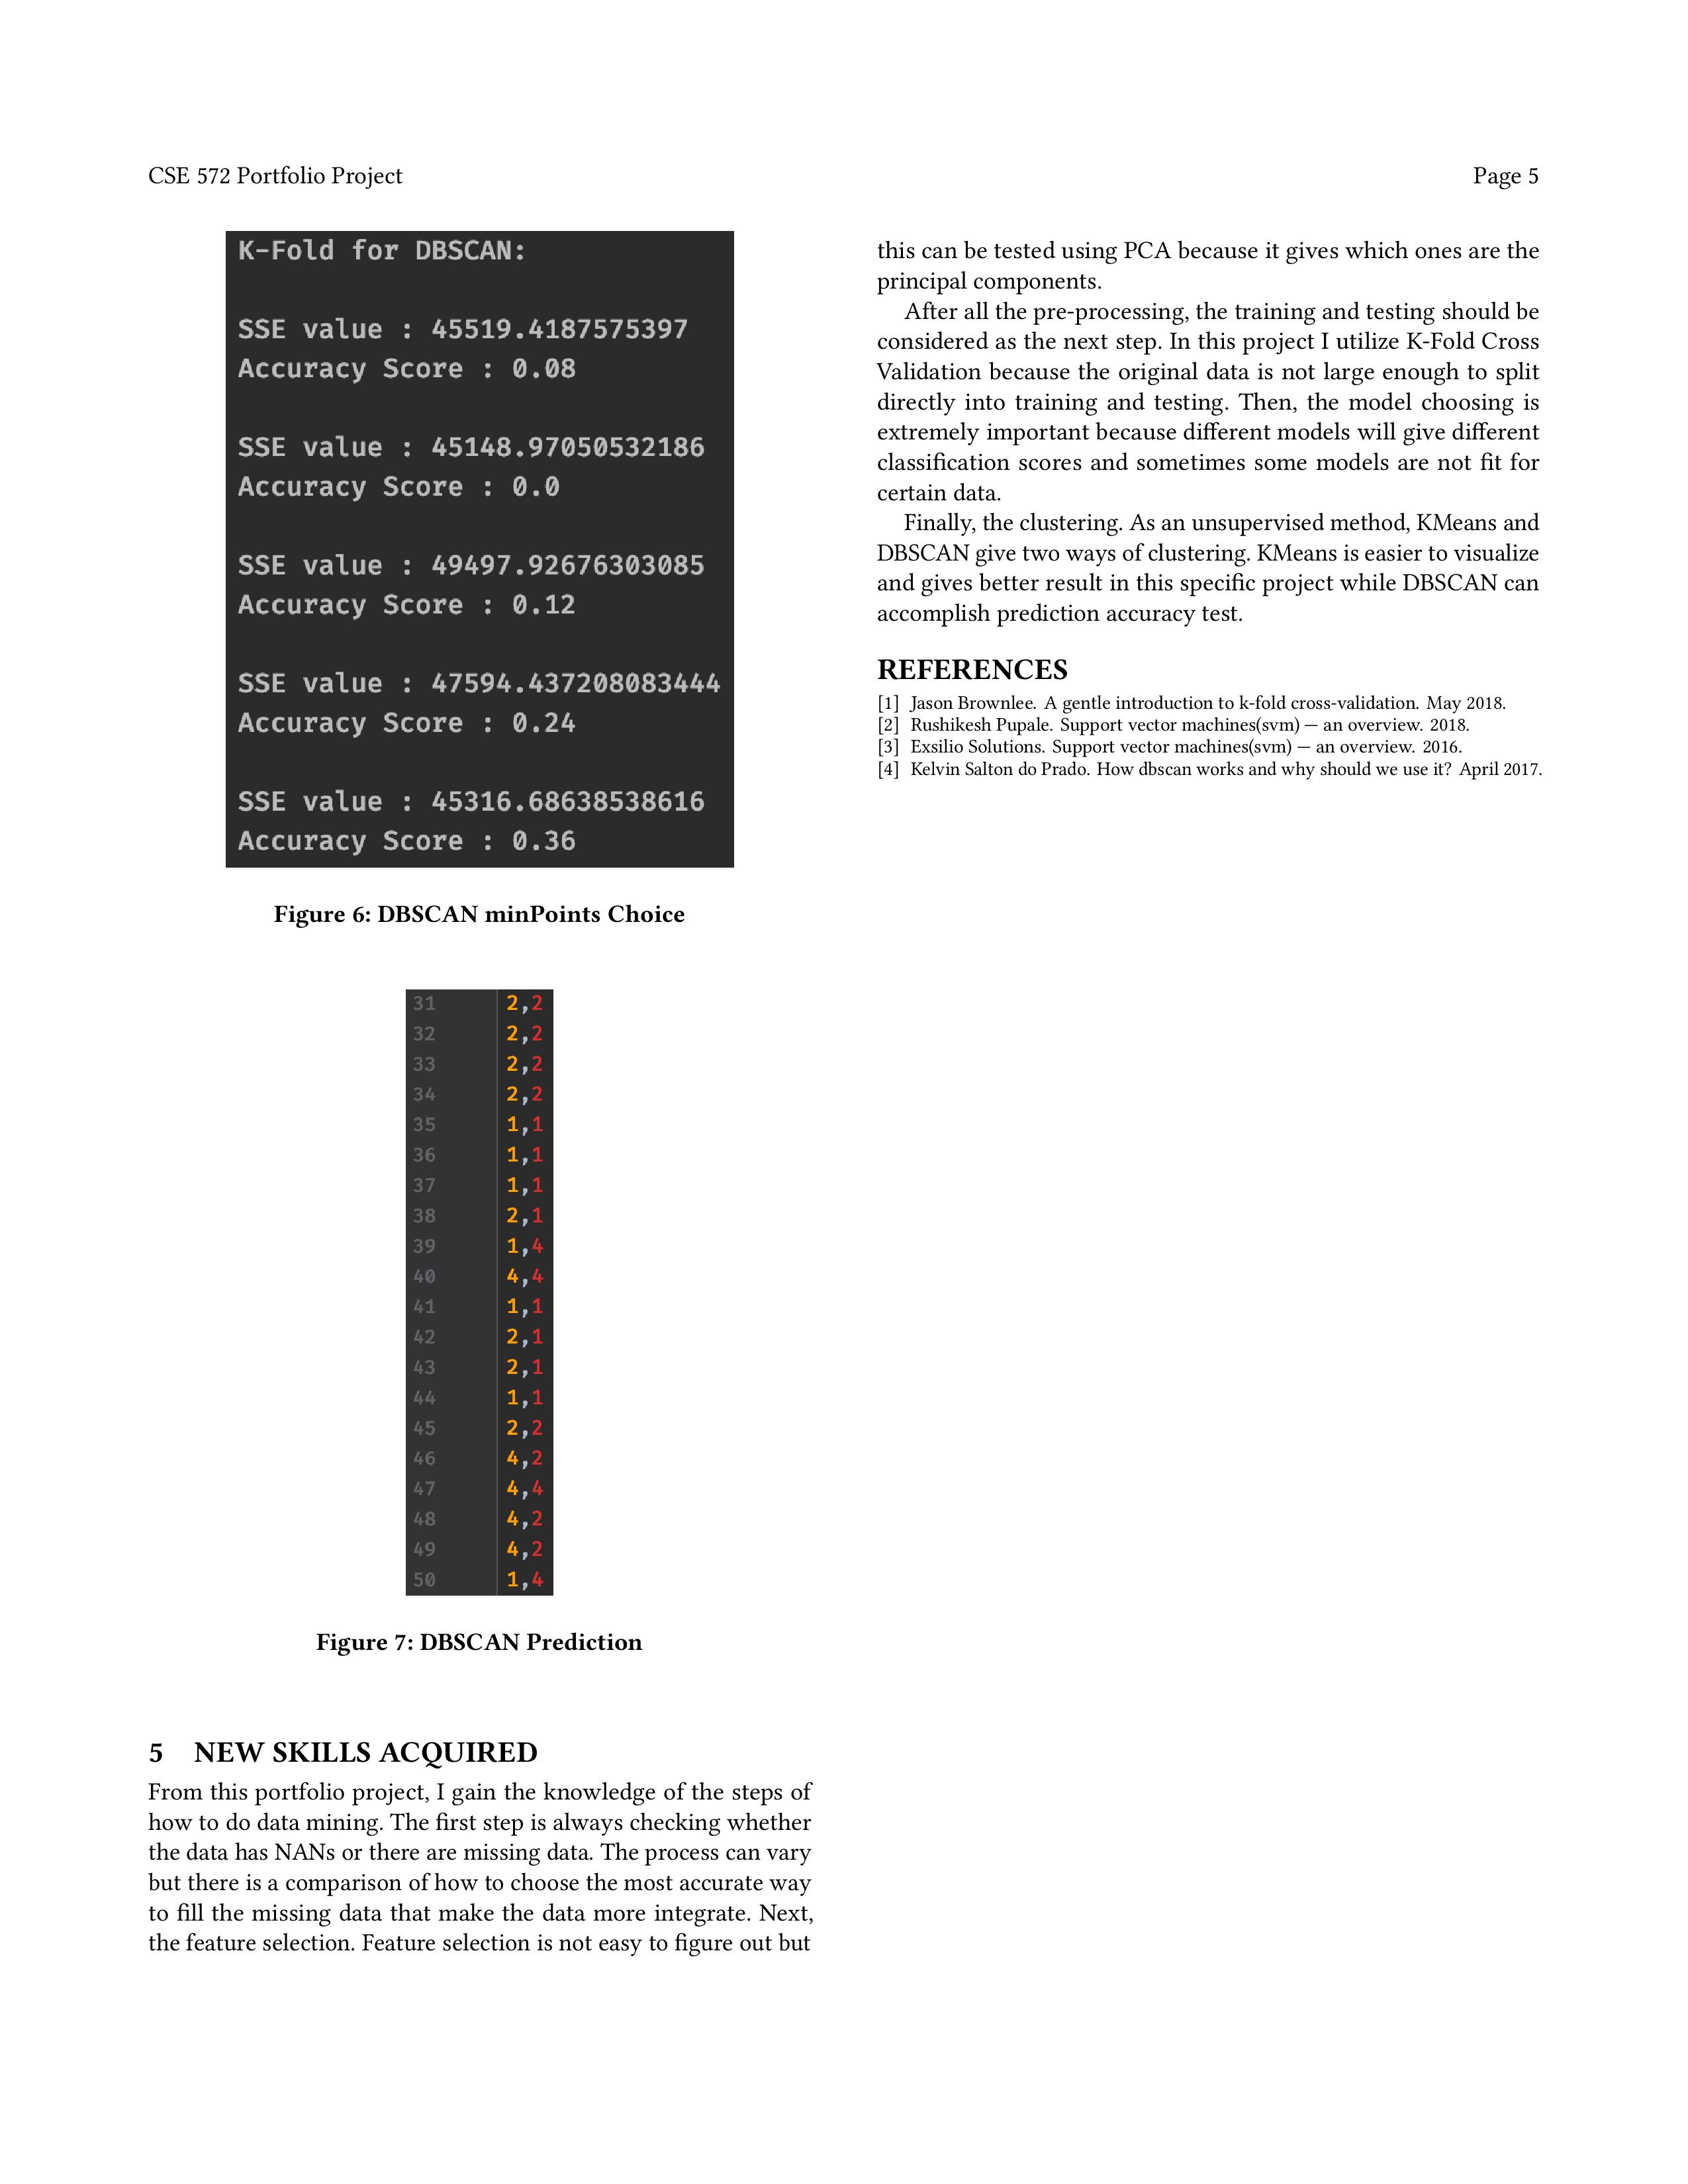 CSE 572 Portfolio Project
Page 5
K-Fold for DBSCAN:
SSE value : 45519.4187575397
Accuracy Score : 0.08
SSE value : 45148.97050532186
Accuracy Score : 0.0
SSE value : 49497.92676303085
Accuracy Score : 0.12
SSE value : 47594.437208083444
Accuracy Score : 0.24
SSE value : 45316.68638538616
Accuracy Score : 0.36
Figure 6: DBSCAN minPoints Choice
31 2,2
32 2,2
33 2,2
34 2,2
35 1,1
36 1,1
37 1,1
38 2,1
39 1,4
40 4,4
41 1,1
42 2,1
43 2,1
44 1,1
45 2,2
46 4,2
47 4,4
48 4,2
49 4,2
50 1,4
Figure 7: DBSCAN Prediction
5 NEW SKILLS ACQUIRED
From this portfolio project, I gain the knowledge of the steps of
how to do data mining. The first step is always checking whether
the data has NANs or there are missing data. The process can vary
but there is a comparison of how to choose the most accurate way
to fill the missing data that make the data more integrate. Next,
the feature selection. Feature selection is not easy to figure out but
this can be tested using PCA because it gives which ones are the
principal components.
After all the pre-processing, the training and testing should be
considered as the next step. In this project I utilize K-Fold Cross
Validation because the original data is not large enough to split
directly into training and testing. Then, the model choosing is
extremely important because different models will give different
classification scores and sometimes some models are not fit for
certain data.
Finally, the clustering. As an unsupervised method, KMeans and
DBSCAN give two ways of clustering. KMeans is easier to visualize
and gives better result in this specific project while DBSCAN can
accomplish prediction accuracy test.
REFERENCES
[1] Jason Brownlee. A gentle introduction to k-fold cross-validation. May 2018.
[2] Rushikesh Pupale. Support vector machines(svm) — an overview. 2018.
[3] Exsilio Solutions. Support vector machines(svm) — an overview. 2016.
[4] Kelvin Salton do Prado. How dbscan works and why should we use it? April 2017.